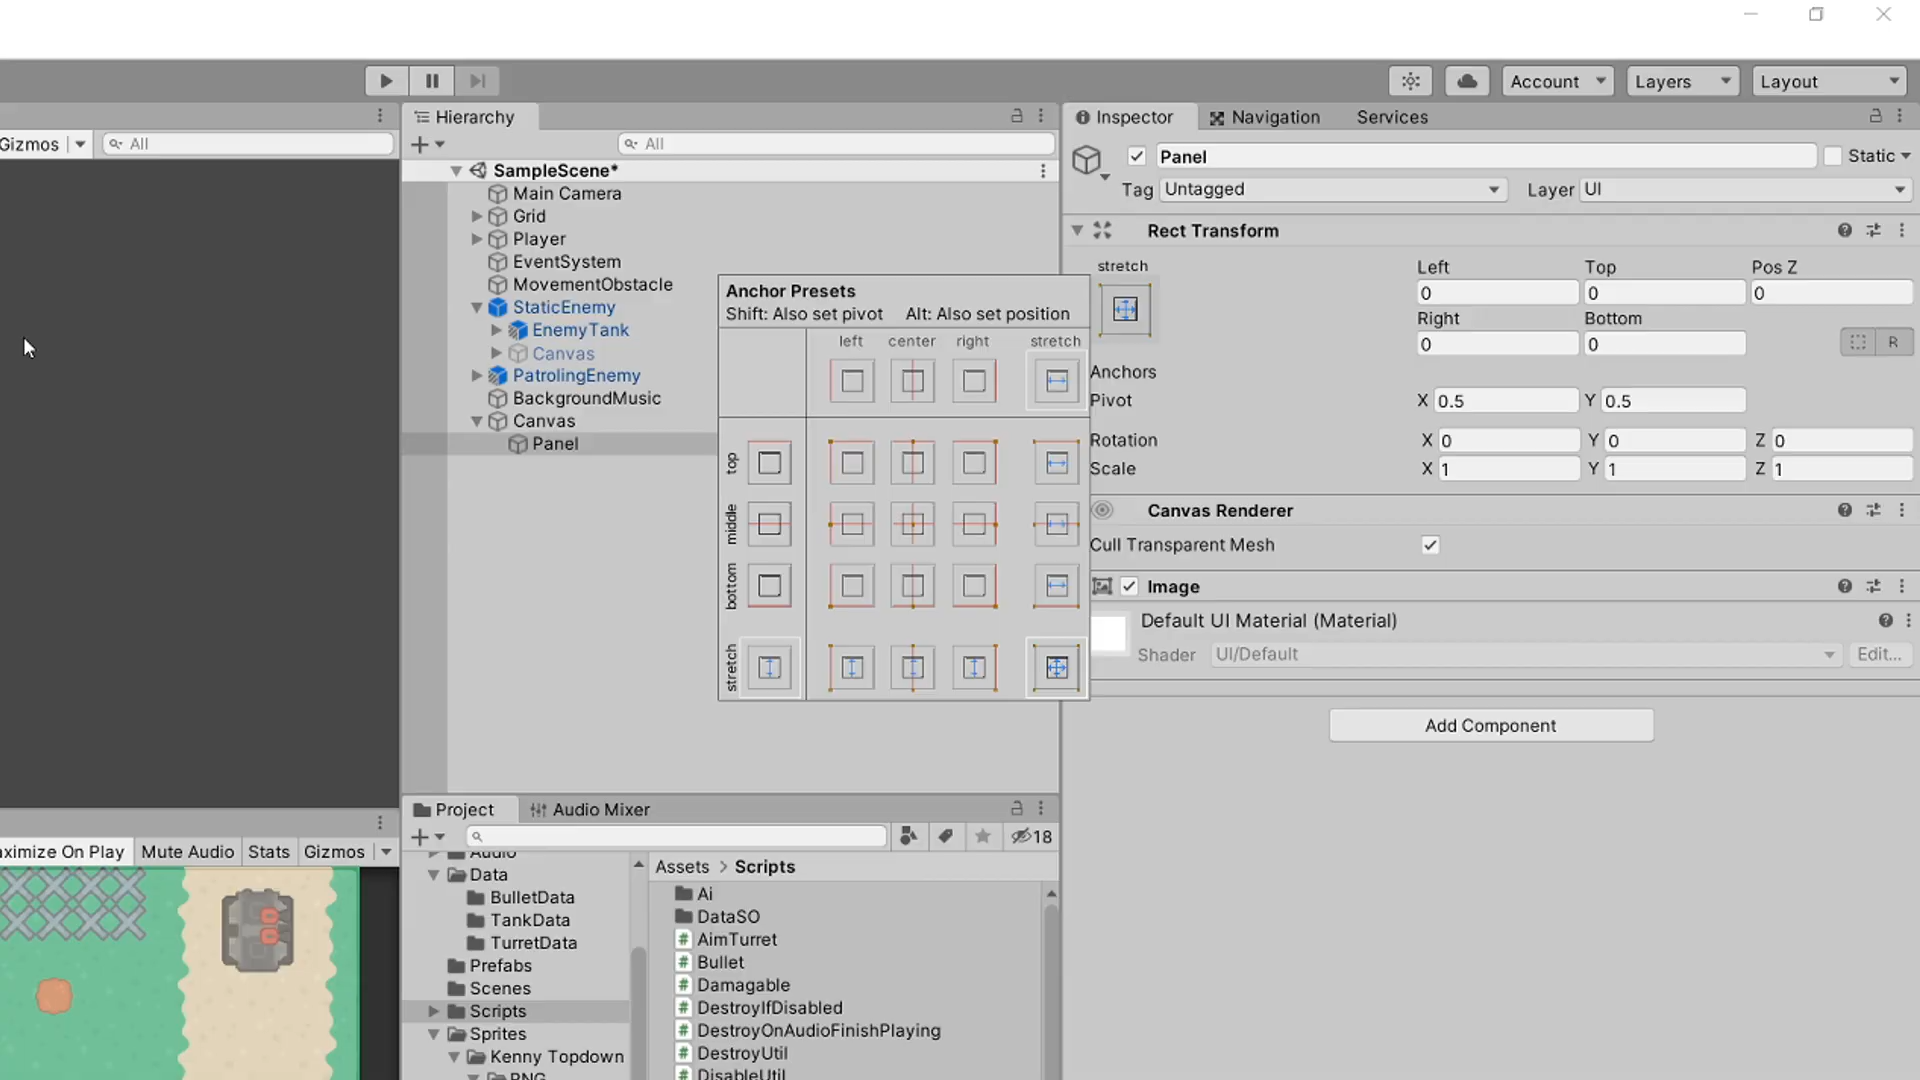 Account
Layers
Layout
Hierarchy
Inspector
Navigation
Services
Gizmos
All
All
SampleScene*
Main Camera
Grid
Player
EventSystem
MovementObstacle
StaticEnemy
EnemyTank
Canvas
PatrolingEnemy
BackgroundMusic
Canvas
Panel
Anchor Presets
Shift: Also set pivot Alt: Also set position
left center right stretch
top
middle
bottom
stretch
Panel
Static
Tag Untagged
Layer UI
Rect Transform
stretch
Left Top Pos Z
0 0 0
Right Bottom
0 0
R
Anchors
Pivot X 0.5 Y 0.5
Rotation X 0 Y 0 Z 0
Scale X 1 Y 1 Z 1
Canvas Renderer
Cull Transparent Mesh
Image
Default UI Material (Material)
Shader UI/Default Edit...
Add Component
aximize On Play Mute Audio Stats Gizmos
Project
Audio Mixer
18
Audio
Data
BulletData
TankData
TurretData
Prefabs
Scenes
Scripts
Sprites
Kenny Topdown
PNG
Assets > Scripts
Ai
DataSO
AimTurret
Bullet
Damagable
DestroyIfDisabled
DestroyOnAudioFinishPlaying
DestroyUtil
DisableUtil